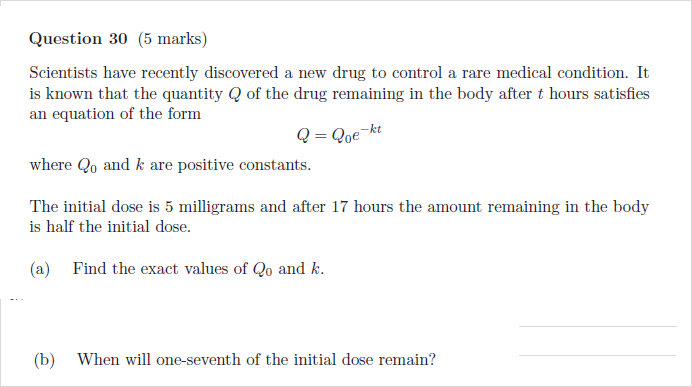 Question 30 (5 marks)
Scientists have recently discovered a new drug to control a rare medical condition. It
is known that the quantity Q of the drug remaining in the body after t hours satisfies
an equation of the form
Q = Q₀e^{-kt}
where Q₀ and k are positive constants.
The initial dose is 5 milligrams and after 17 hours the amount remaining in the body
is half the initial dose.
(a) Find the exact values of Q₀ and k.
(b) When will one-seventh of the initial dose remain?